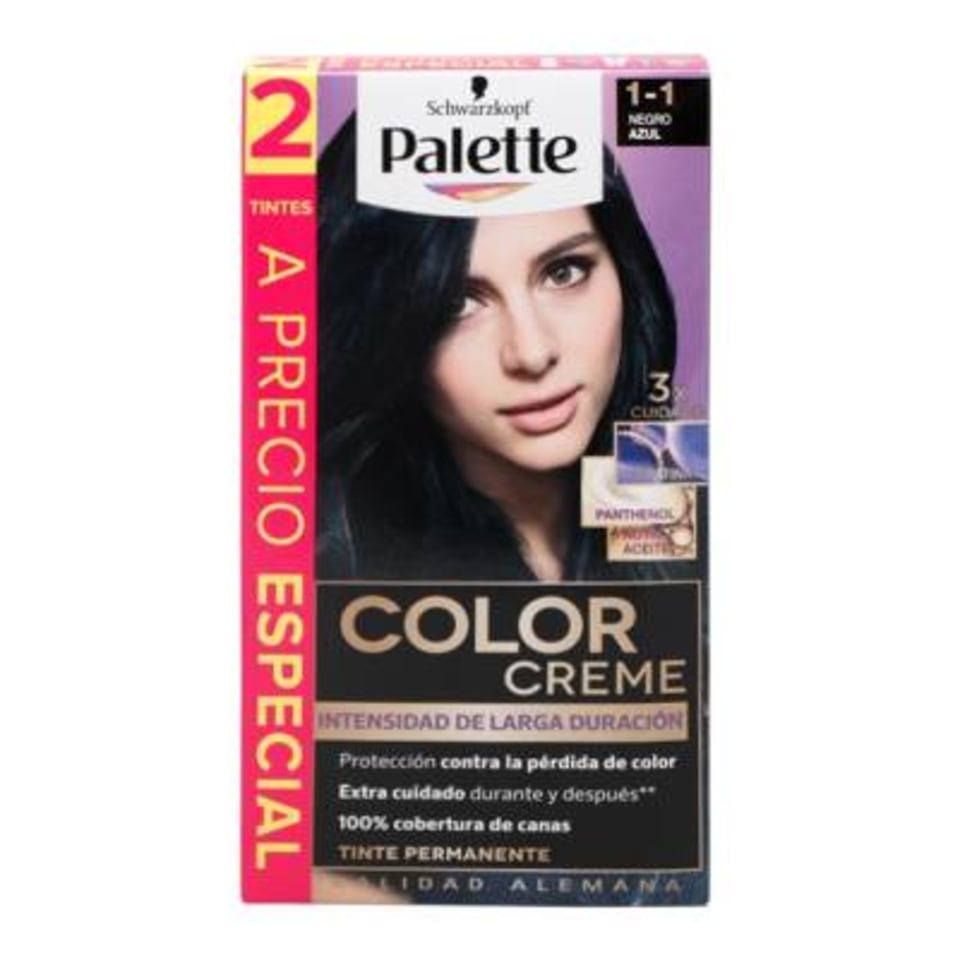 2
TINTES
A PRECIO ESPECIAL
Schwarzkopf
Palette
1-1
NEGRO
AZUL
3x
PANTHENOL
ACEITE
COLOR
CREME
INTENSIDAD DE LARGA DURACIÓN
Protección contra la pérdida de color
Extra cuidado durante y después**
100% cobertura de canas
TINTE PERMANENTE
CALIDAD ALEMANA